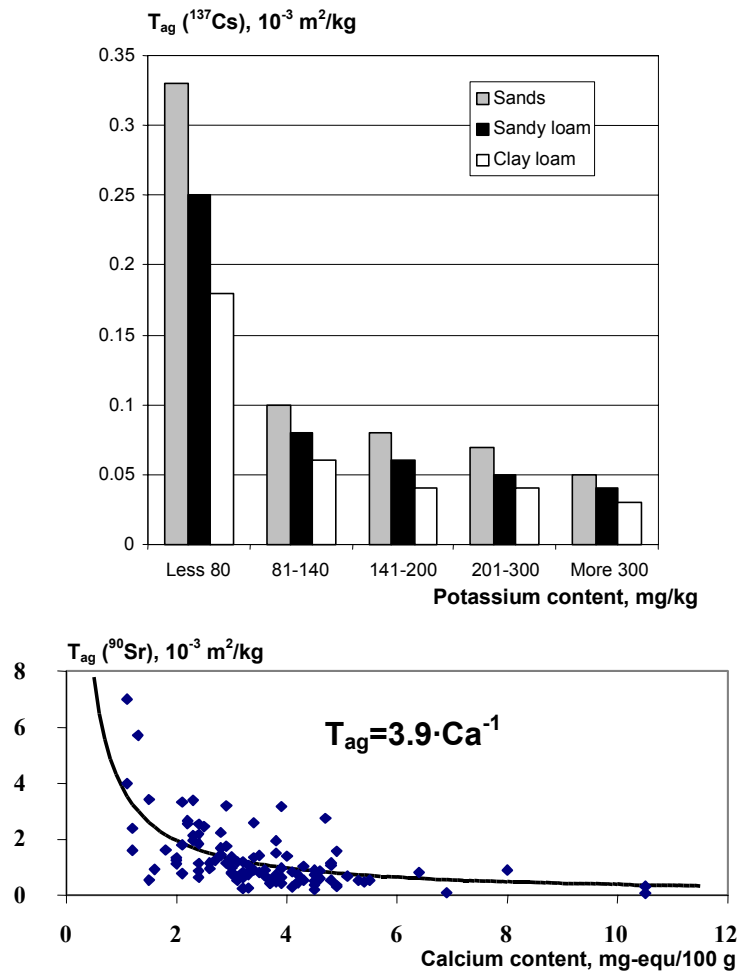 T_ag (¹³⁷Cs), 10⁻³ m²/kg
0.35
0.3
0.25
0.2
0.15
0.1
0.05
0
Sands
Sandy loam
Clay loam
Less 80 81-140 141-200 201-300 More 300
Potassium content, mg/kg
T_ag (⁹⁰Sr), 10⁻³ m²/kg
8
6
4
2
0
T_ag=3.9·Ca⁻¹
0 2 4 6 8 10 12
Calcium content, mg-equ/100 g